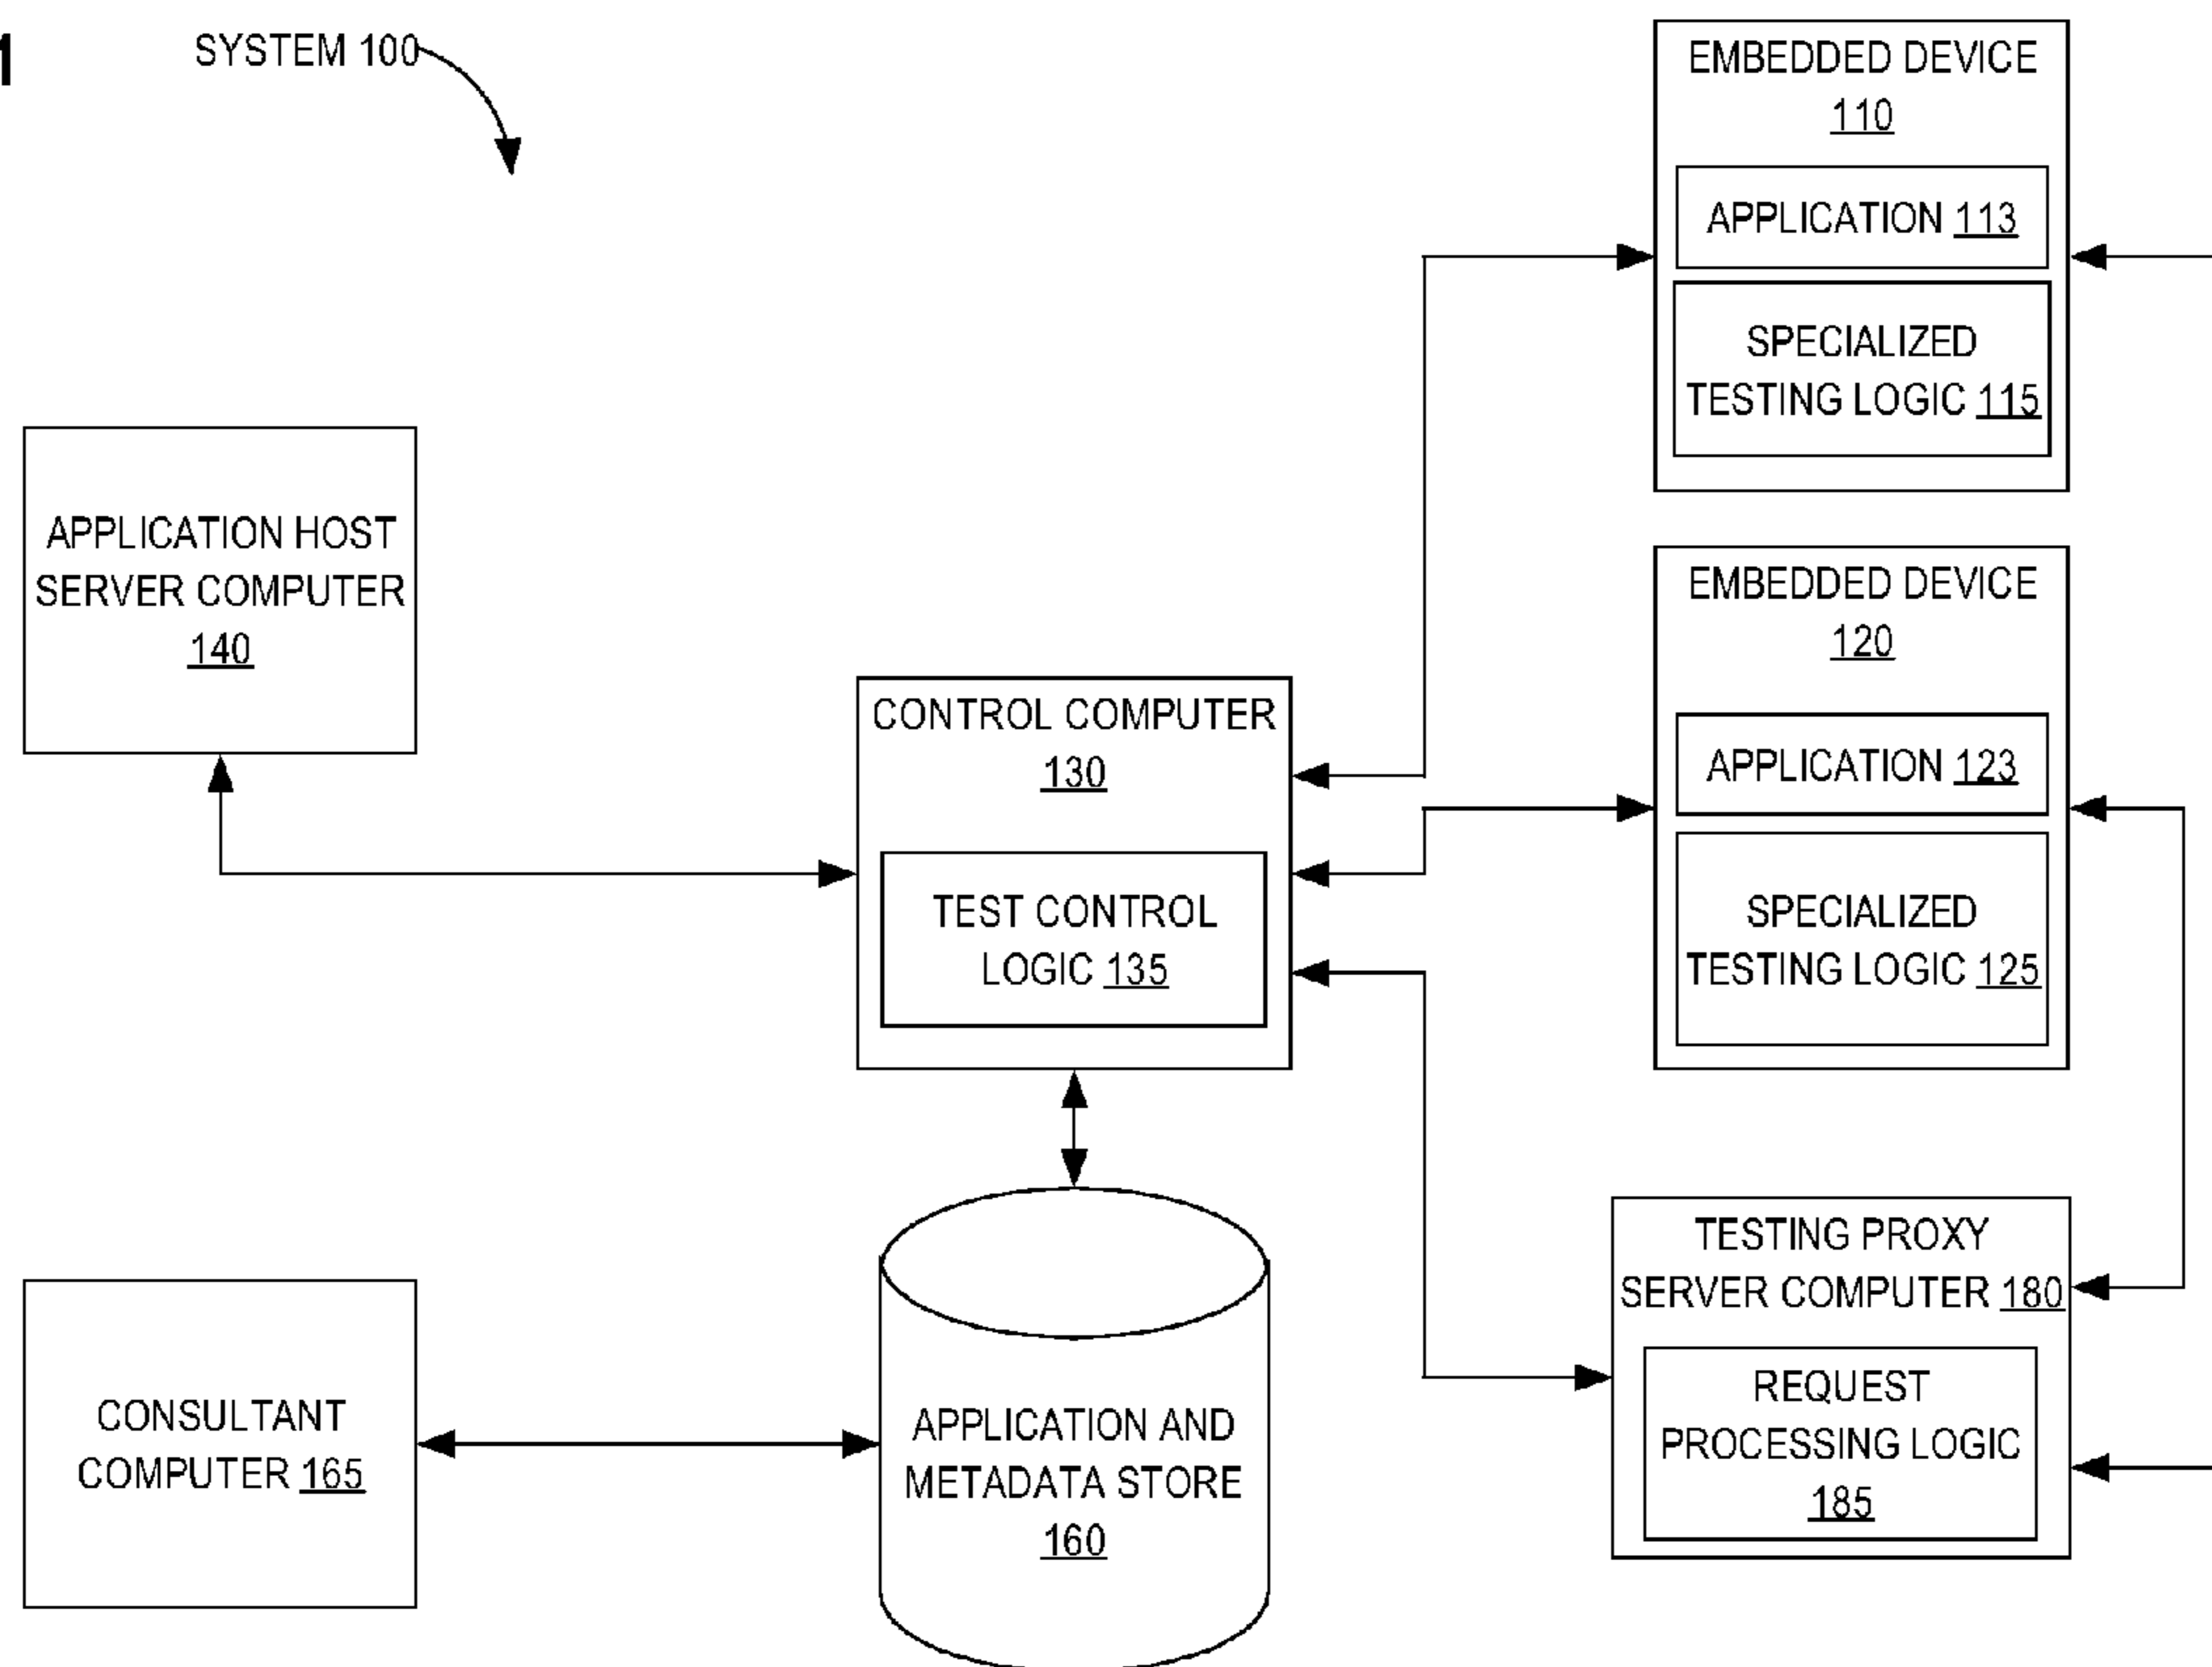 1
SYSTEM 100
EMBEDDED DEVICE
110
APPLICATION 113
SPECIALIZED
TESTING LOGIC 115
APPLICATION HOST
SERVER COMPUTER
140
EMBEDDED DEVICE
120
APPLICATION 123
SPECIALIZED
TESTING LOGIC 125
CONTROL COMPUTER
130
TEST CONTROL
LOGIC 135
TESTING PROXY
SERVER COMPUTER 180
REQUEST
PROCESSING LOGIC
185
CONSULTANT
COMPUTER 165
APPLICATION AND
METADATA STORE
160